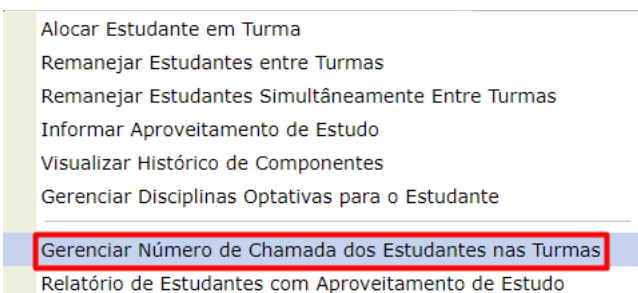 Alocar Estudante em Turma
Remanejar Estudantes entre Turmas
Remanejar Estudantes Simultâneamente Entre Turmas
Informar Aproveitamento de Estudo
Visualizar Histórico de Componentes
Gerenciar Disciplinas Optativas para o Estudante
Gerenciar Número de Chamada dos Estudantes nas Turmas
Relatório de Estudantes com Aproveitamento de Estudo